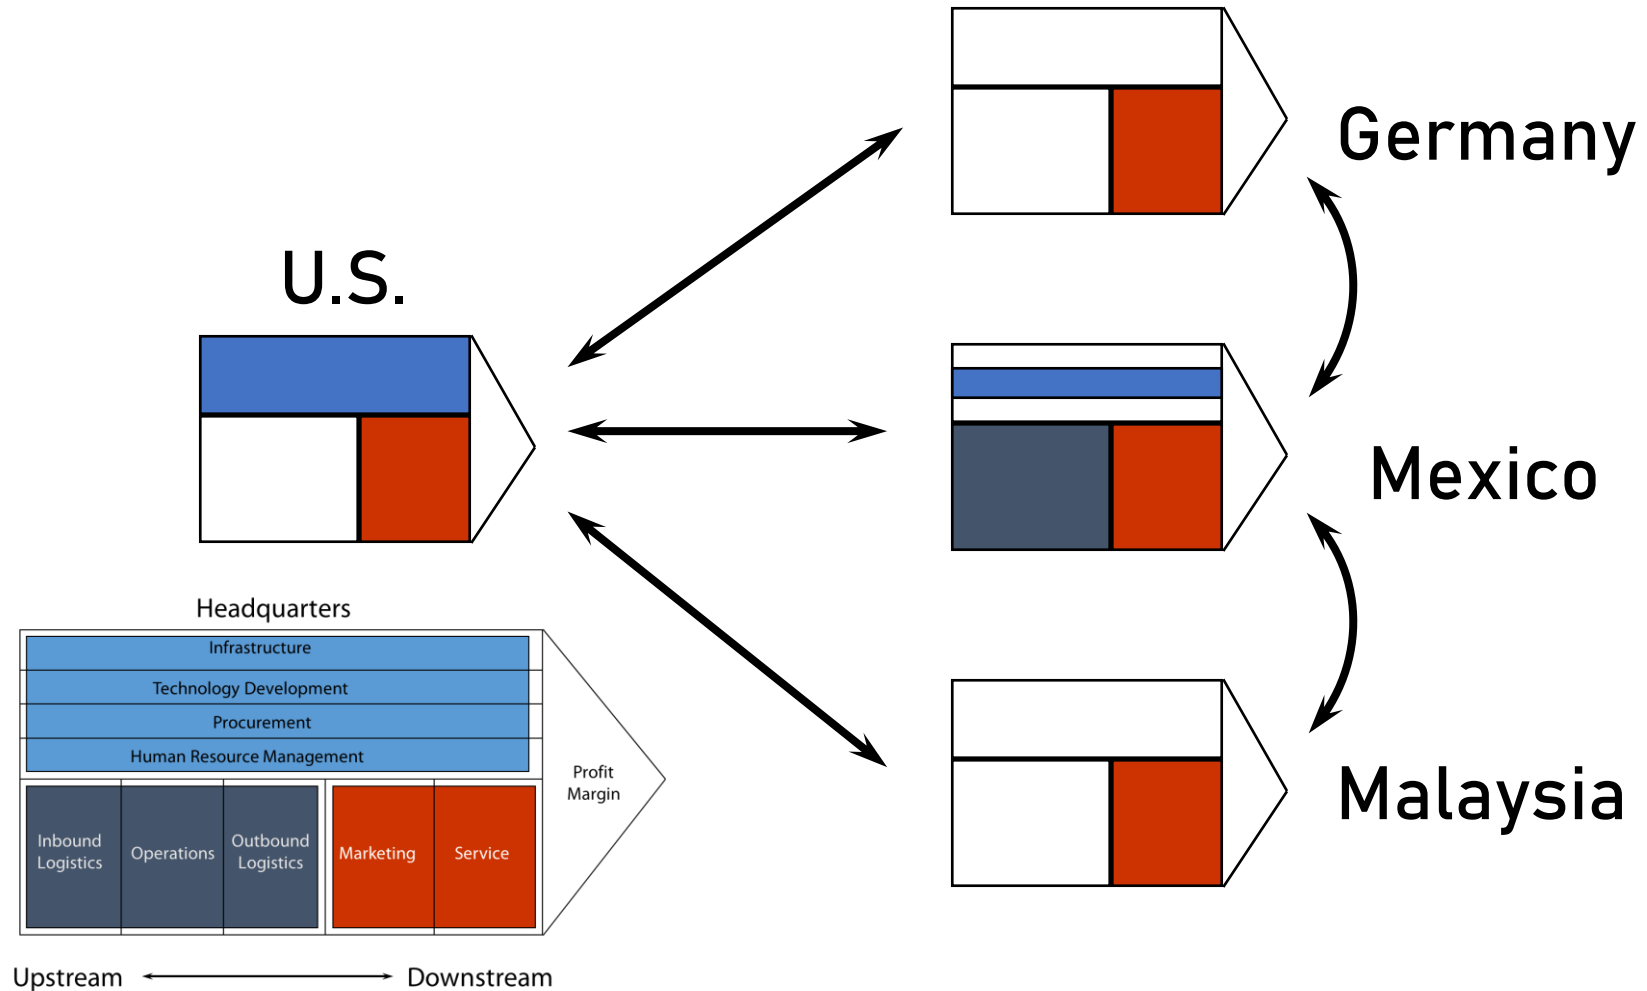 Germany
U.S.
Mexico
Headquarters
Infrastructure
Technology Development
Procurement
Human Resource Management
Profit
Margin
Inbound
Logistics
Operations
Outbound
Logistics
Marketing
Service
Malaysia
Upstream
Downstream